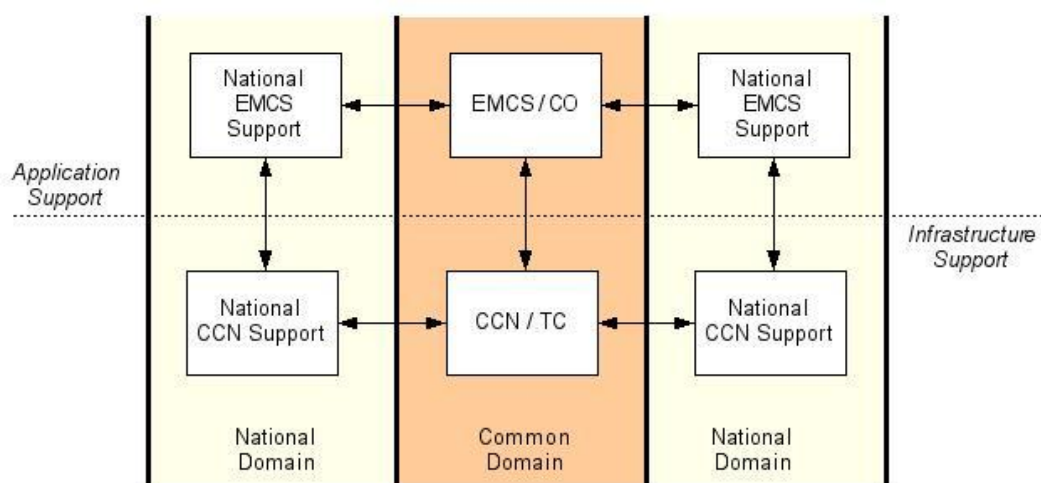 National
EMCS
Support
EMCS / CO
National
EMCS
Support
Application
Support
Infrastructure
Support
National
CCN Support
CCN / TC
National
CCN Support
National
Domain
Common
Domain
National
Domain